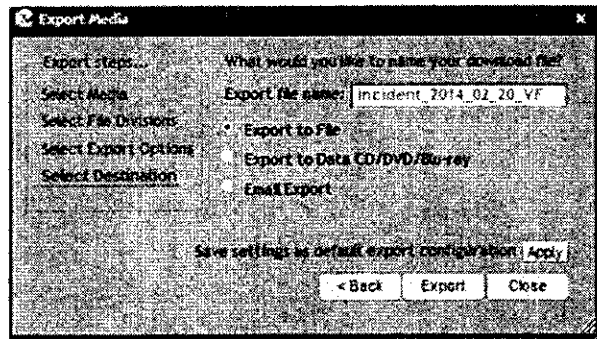 Export Media
Export steps...
Select Media
Select File Divisions
Select Export Options
Select Destination
What would you like to name your download file?
Export file name: incident_2014_02_20_VF
Export to File
Export to Data CD/DVD/Blu-ray
Email Export
Save settings as default export configuration Apply
< Back Export Close